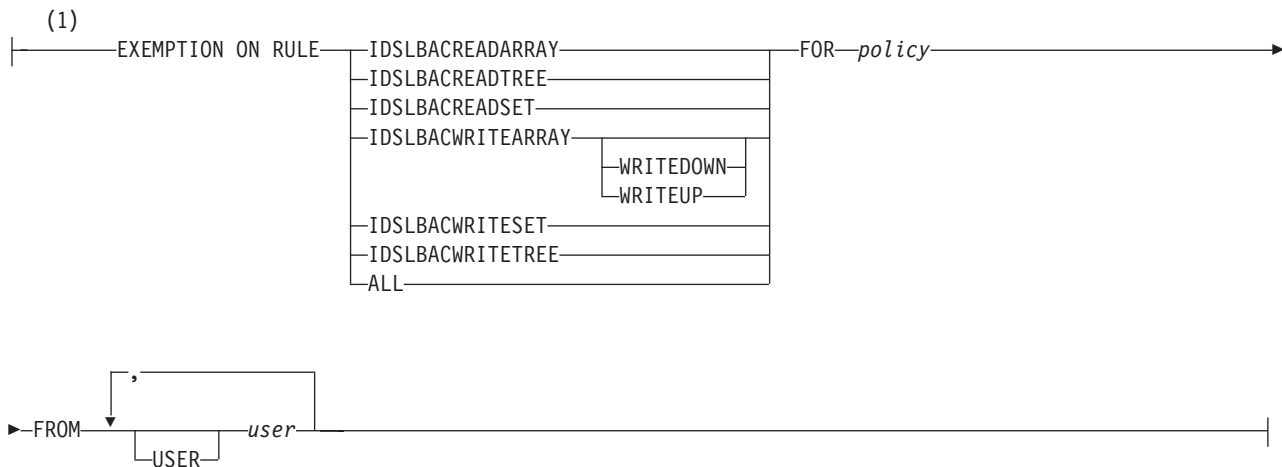 (1)
EXEMPTION ON RULE IDSLBACREADARRAY FOR policy
IDSLBACREADTREE
IDSLBACREADSET
IDSLBACWRITEARRAY
WRITEDOWN
WRITEUP
IDSLBACWRITESET
IDSLBACWRITETREE
ALL
,
FROM user
USER